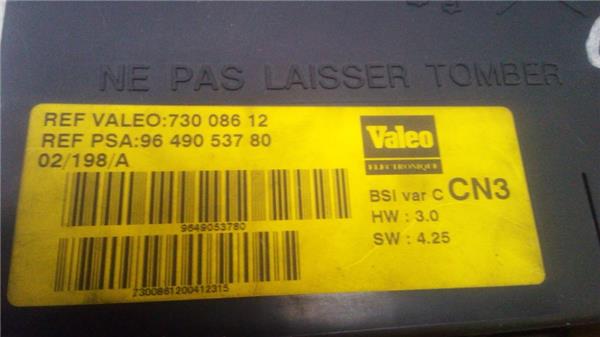 NE PAS LAISSER TOMBER
REF VALEO:730 086 12
REF PSA:96 490 537 80
02/198/A
Valeo
ELECTRONIQUE
BSI var C CN3
HW : 3.0
SW : 4.25
9649053780
7300861200412315